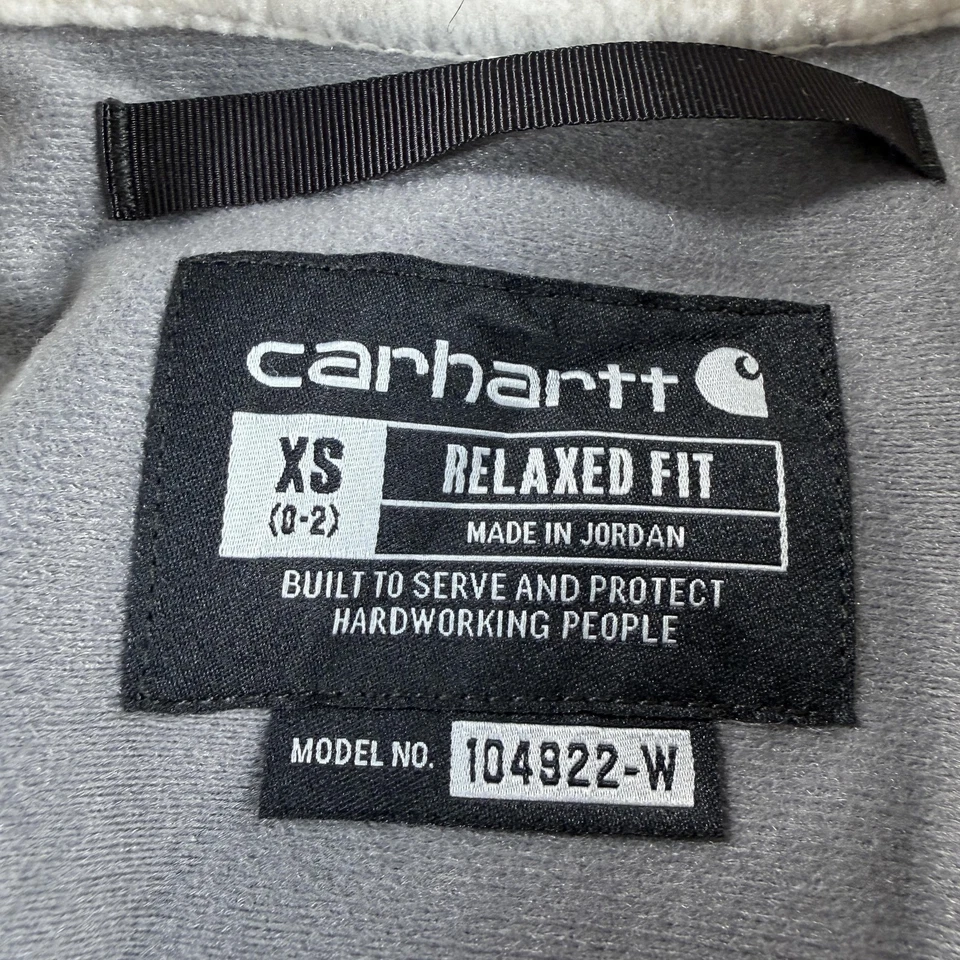 carhartt
XS
(0-2)
RELAXED FIT
MADE IN JORDAN
BUILT TO SERVE AND PROTECT
HARDWORKING PEOPLE
MODEL NO. 104922-W